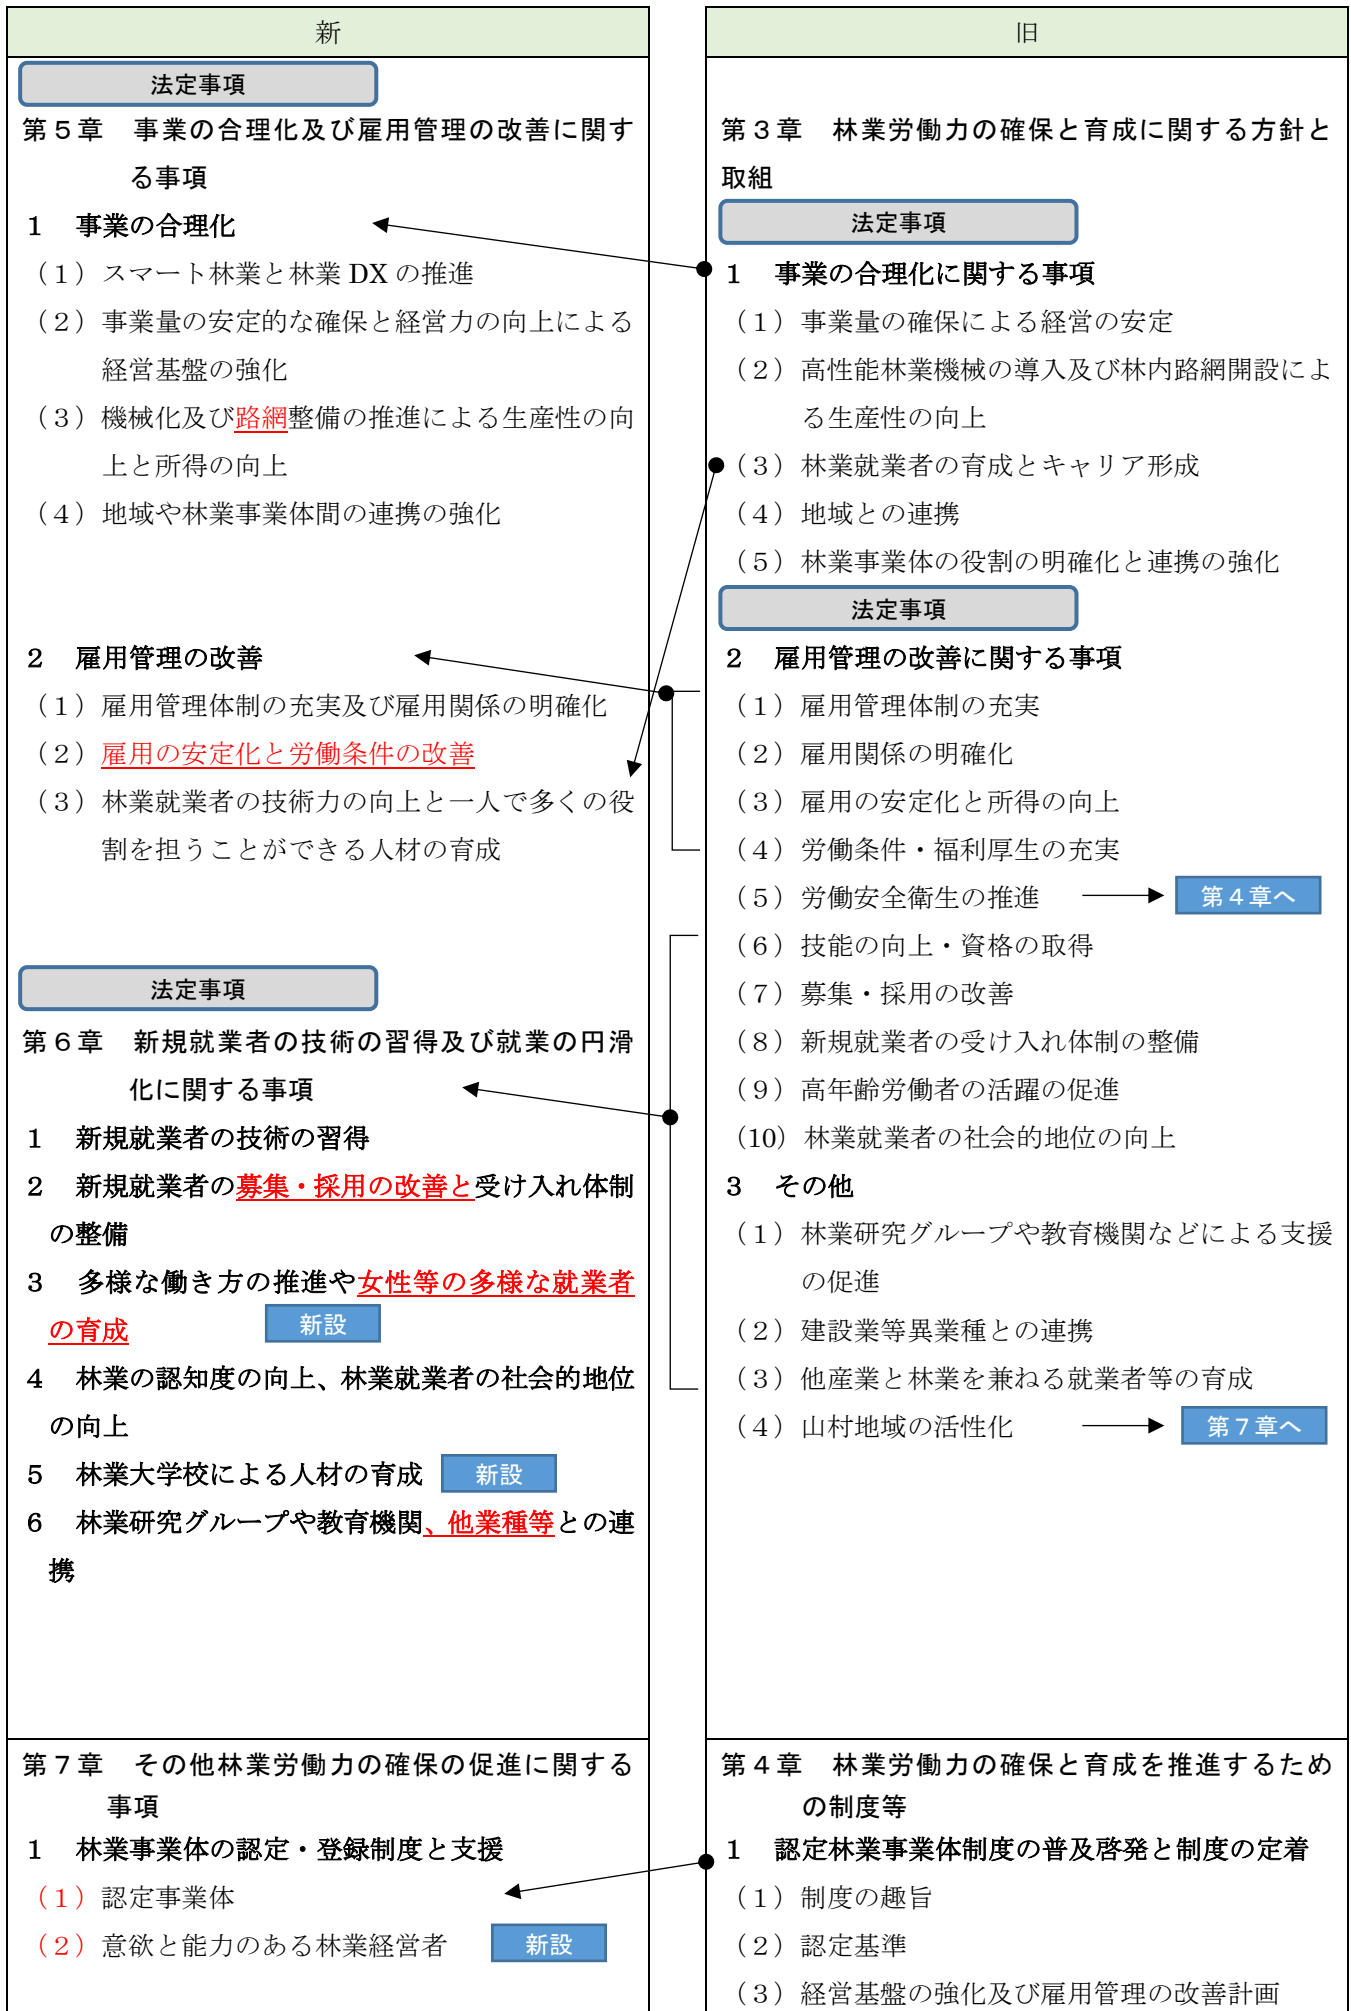 新
法定事項
第５章　事業の合理化及び雇用管理の改善に関す
る事項
１　事業の合理化
（１）スマート林業と林業 DX の推進
（２）事業量の安定的な確保と経営力の向上による
経営基盤の強化
（３）機械化及び路網整備の推進による生産性の向
上と所得の向上
（４）地域や林業事業体間の連携の強化
２　雇用管理の改善
（１）雇用管理体制の充実及び雇用関係の明確化
（２）雇用の安定化と労働条件の改善
（３）林業就業者の技術力の向上と一人で多くの役
割を担うことができる人材の育成
法定事項
第６章　新規就業者の技術の習得及び就業の円滑
化に関する事項
１　新規就業者の技術の習得
２　新規就業者の募集・採用の改善と受け入れ体制
の整備
３　多様な働き方の推進や女性等の多様な就業者
の育成　新設
４　林業の認知度の向上、林業就業者の社会的地位
の向上
５　林業大学校による人材の育成　新設
６　林業研究グループや教育機関、他業種等との連
携
第７章　その他林業労働力の確保の促進に関する
事項
１　林業事業体の認定・登録制度と支援
（１）認定事業体
（２）意欲と能力のある林業経営者　新設
旧
第３章　林業労働力の確保と育成に関する方針と
取組
法定事項
１　事業の合理化に関する事項
（１）事業量の確保による経営の安定
（２）高性能林業機械の導入及び林内路網開設によ
る生産性の向上
（３）林業就業者の育成とキャリア形成
（４）地域との連携
（５）林業事業体の役割の明確化と連携の強化
法定事項
２　雇用管理の改善に関する事項
（１）雇用管理体制の充実
（２）雇用関係の明確化
（３）雇用の安定化と所得の向上
（４）労働条件・福利厚生の充実
（５）労働安全衛生の推進　第４章へ
（６）技能の向上・資格の取得
（７）募集・採用の改善
（８）新規就業者の受け入れ体制の整備
（９）高年齢労働者の活躍の促進
（10）林業就業者の社会的地位の向上
３　その他
（１）林業研究グループや教育機関などによる支援
の促進
（２）建設業等異業種との連携
（３）他産業と林業を兼ねる就業者等の育成
（４）山村地域の活性化　第７章へ
第４章　林業労働力の確保と育成を推進するため
の制度等
１　認定林業事業体制度の普及啓発と制度の定着
（１）制度の趣旨
（２）認定基準
（３）経営基盤の強化及び雇用管理の改善計画